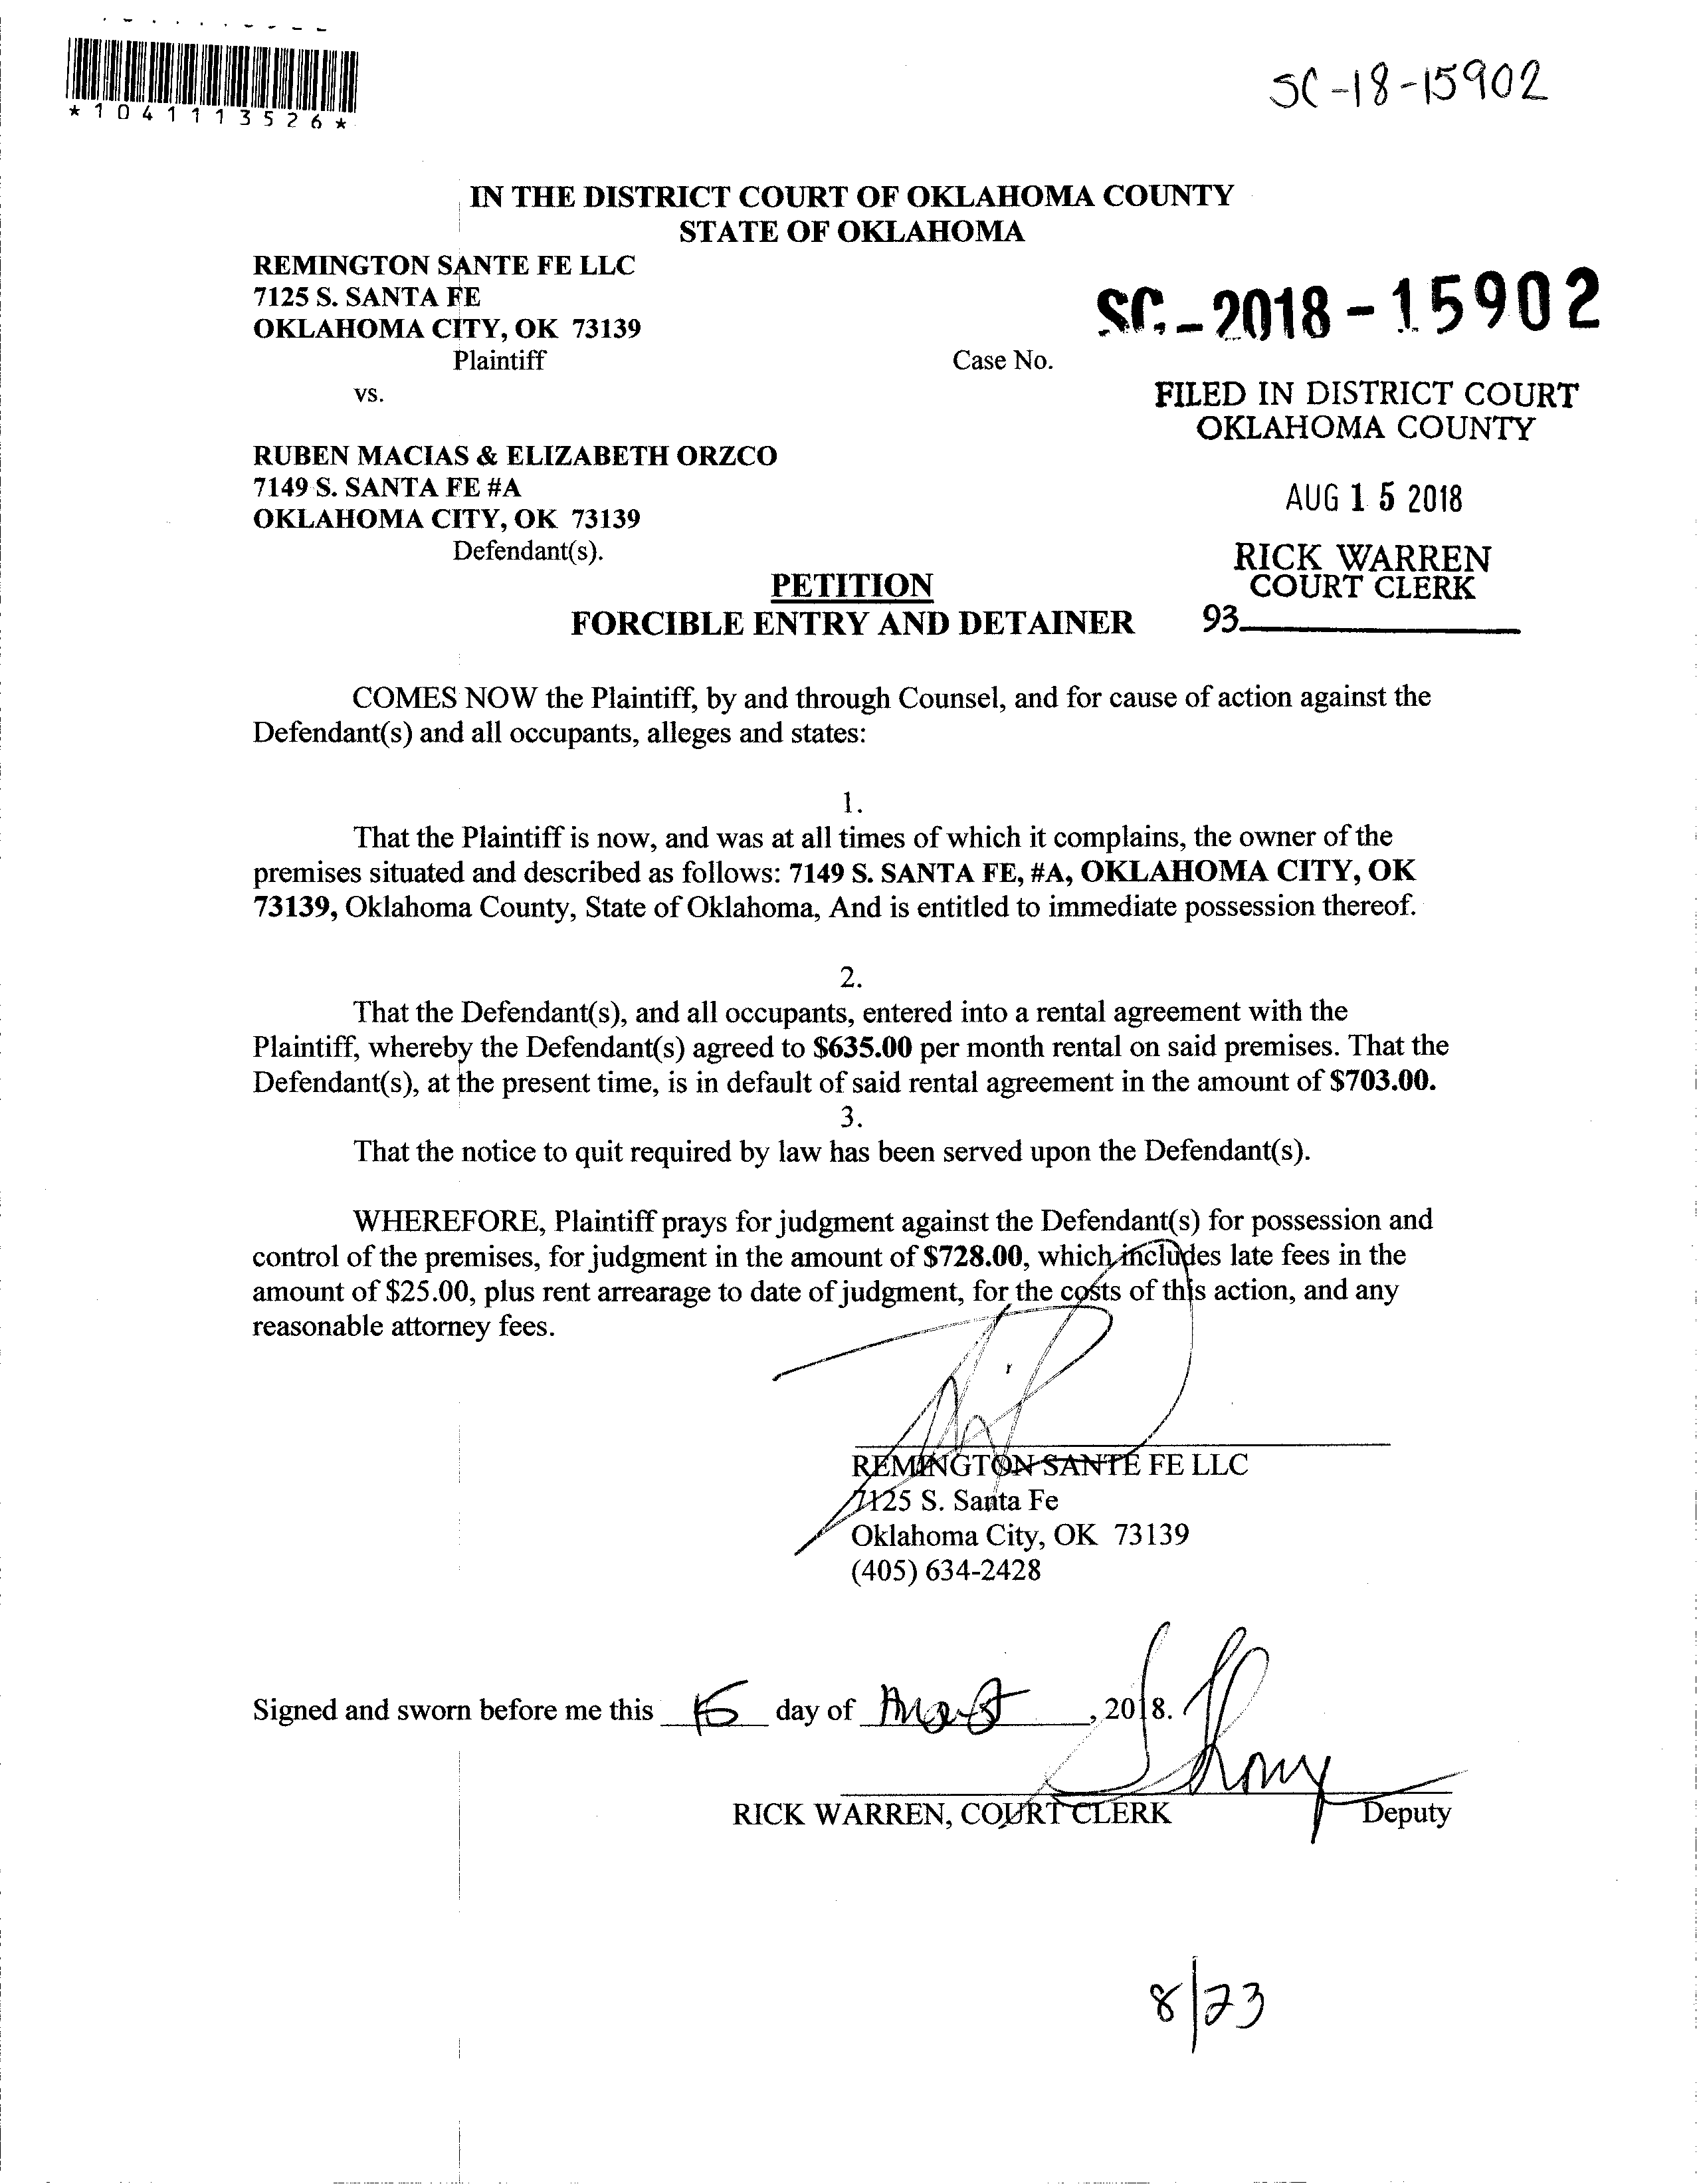 *1041113526*
SC-18-15902
IN THE DISTRICT COURT OF OKLAHOMA COUNTY
STATE OF OKLAHOMA
REMINGTON SANTE FE LLC
7125 S. SANTA FE
OKLAHOMA CITY, OK 73139
Plaintiff
SC-2018-15902
Case No.
vs.
FILED IN DISTRICT COURT
OKLAHOMA COUNTY
RUBEN MACIAS & ELIZABETH ORZCO
7149 S. SANTA FE #A
OKLAHOMA CITY, OK 73139
Defendant(s).
AUG 15 2018
RICK WARREN
COURT CLERK
93
PETITION
FORCIBLE ENTRY AND DETAINER
COMES NOW the Plaintiff, by and through Counsel, and for cause of action against the
Defendant(s) and all occupants, alleges and states:
1.
That the Plaintiff is now, and was at all times of which it complains, the owner of the
premises situated and described as follows: 7149 S. SANTA FE, #A, OKLAHOMA CITY, OK
73139, Oklahoma County, State of Oklahoma, And is entitled to immediate possession thereof.
2.
That the Defendant(s), and all occupants, entered into a rental agreement with the
Plaintiff, whereby the Defendant(s) agreed to $635.00 per month rental on said premises. That the
Defendant(s), at the present time, is in default of said rental agreement in the amount of $703.00.
3.
That the notice to quit required by law has been served upon the Defendant(s).
WHEREFORE, Plaintiff prays for judgment against the Defendant(s) for possession and
control of the premises, for judgment in the amount of $728.00, which includes late fees in the
amount of $25.00, plus rent arrearage to date of judgment, for the costs of this action, and any
reasonable attorney fees.
REMINGTON SANTE FE LLC
7125 S. Santa Fe
Oklahoma City, OK 73139
(405) 634-2428
Signed and sworn before me this 15 day of , 2018.
RICK WARREN, COURT CLERK Deputy
8/23